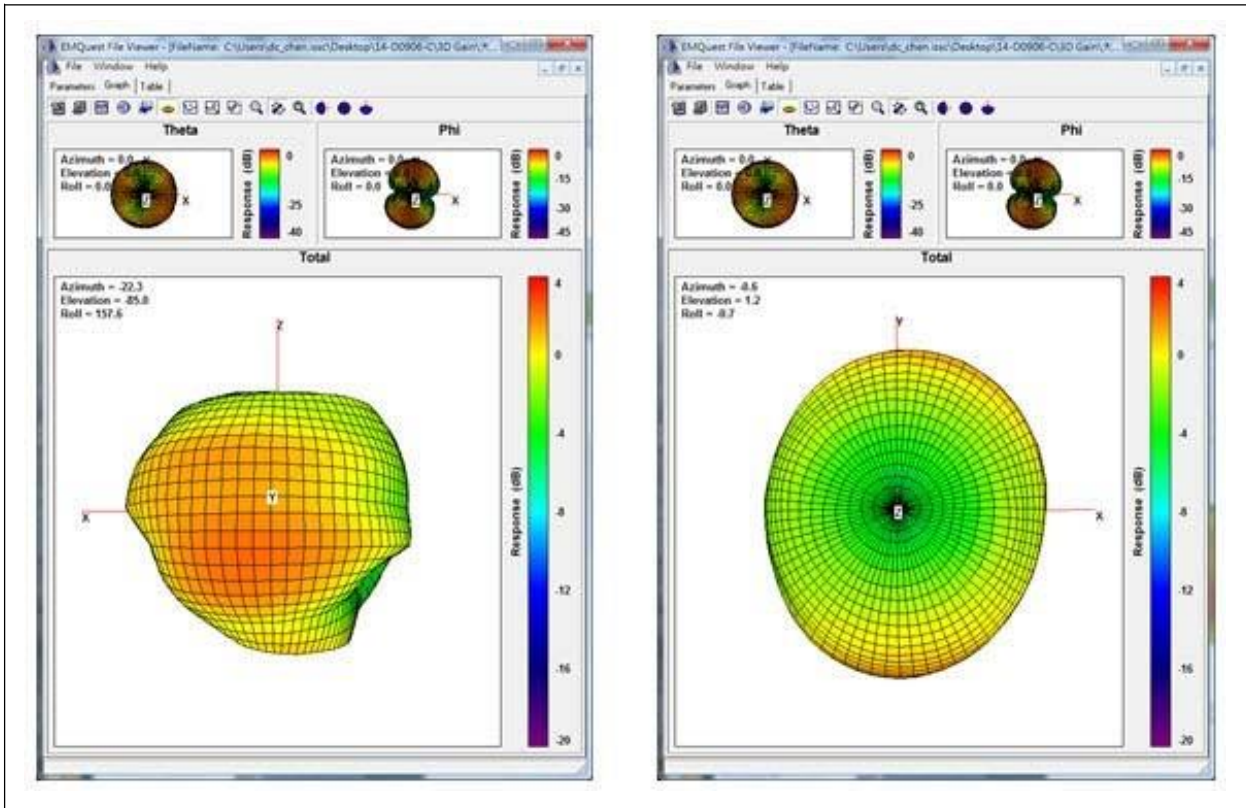 EMQuest File Viewer - [FileName: C:\Users\dc_chen.issc\Desktop\14-D0906-C\3D Gain\
File Window Help
Parameters Graph Table
Theta
Phi
Azimuth = 0.0
Elevation =
Roll = 0.0
X
Z
Response (dB)
0
-25
-40
Azimuth = 0.0
Elevation =
Roll = 0.0
X
Z
Response (dB)
0
-15
-30
-45
Total
Azimuth = -22.3
Elevation = -85.0
Roll = 157.6
Z
Y
X
Response (dB)
4
0
-4
-8
-12
-16
-20
EMQuest File Viewer - [FileName: C:\Users\dc_chen.issc\Desktop\14-D0906-C\3D Gain\
File Window Help
Parameters Graph Table
Theta
Phi
Azimuth = 0.0
Elevation =
Roll = 0.0
X
Z
Response (dB)
0
-25
-40
Azimuth = 0.0
Elevation =
Roll = 0.0
X
Z
Response (dB)
0
-15
-30
-45
Total
Azimuth = -0.6
Elevation = 1.2
Roll = -0.7
Y
Z
X
Response (dB)
4
0
-4
-8
-12
-16
-20